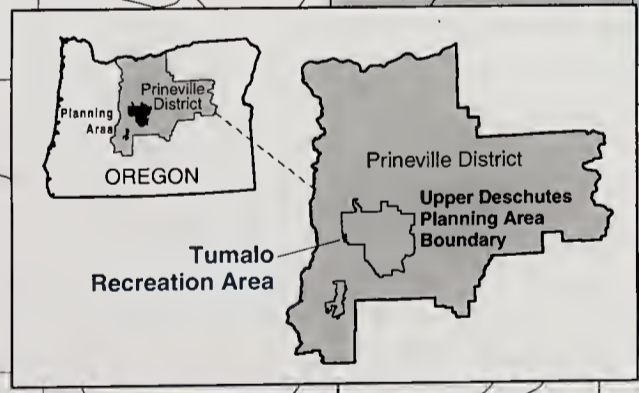 Prineville
District
Planning
Area
OREGON
Prineville District
Upper Deschutes
Planning Area
Boundary
Tumalo
Recreation Area